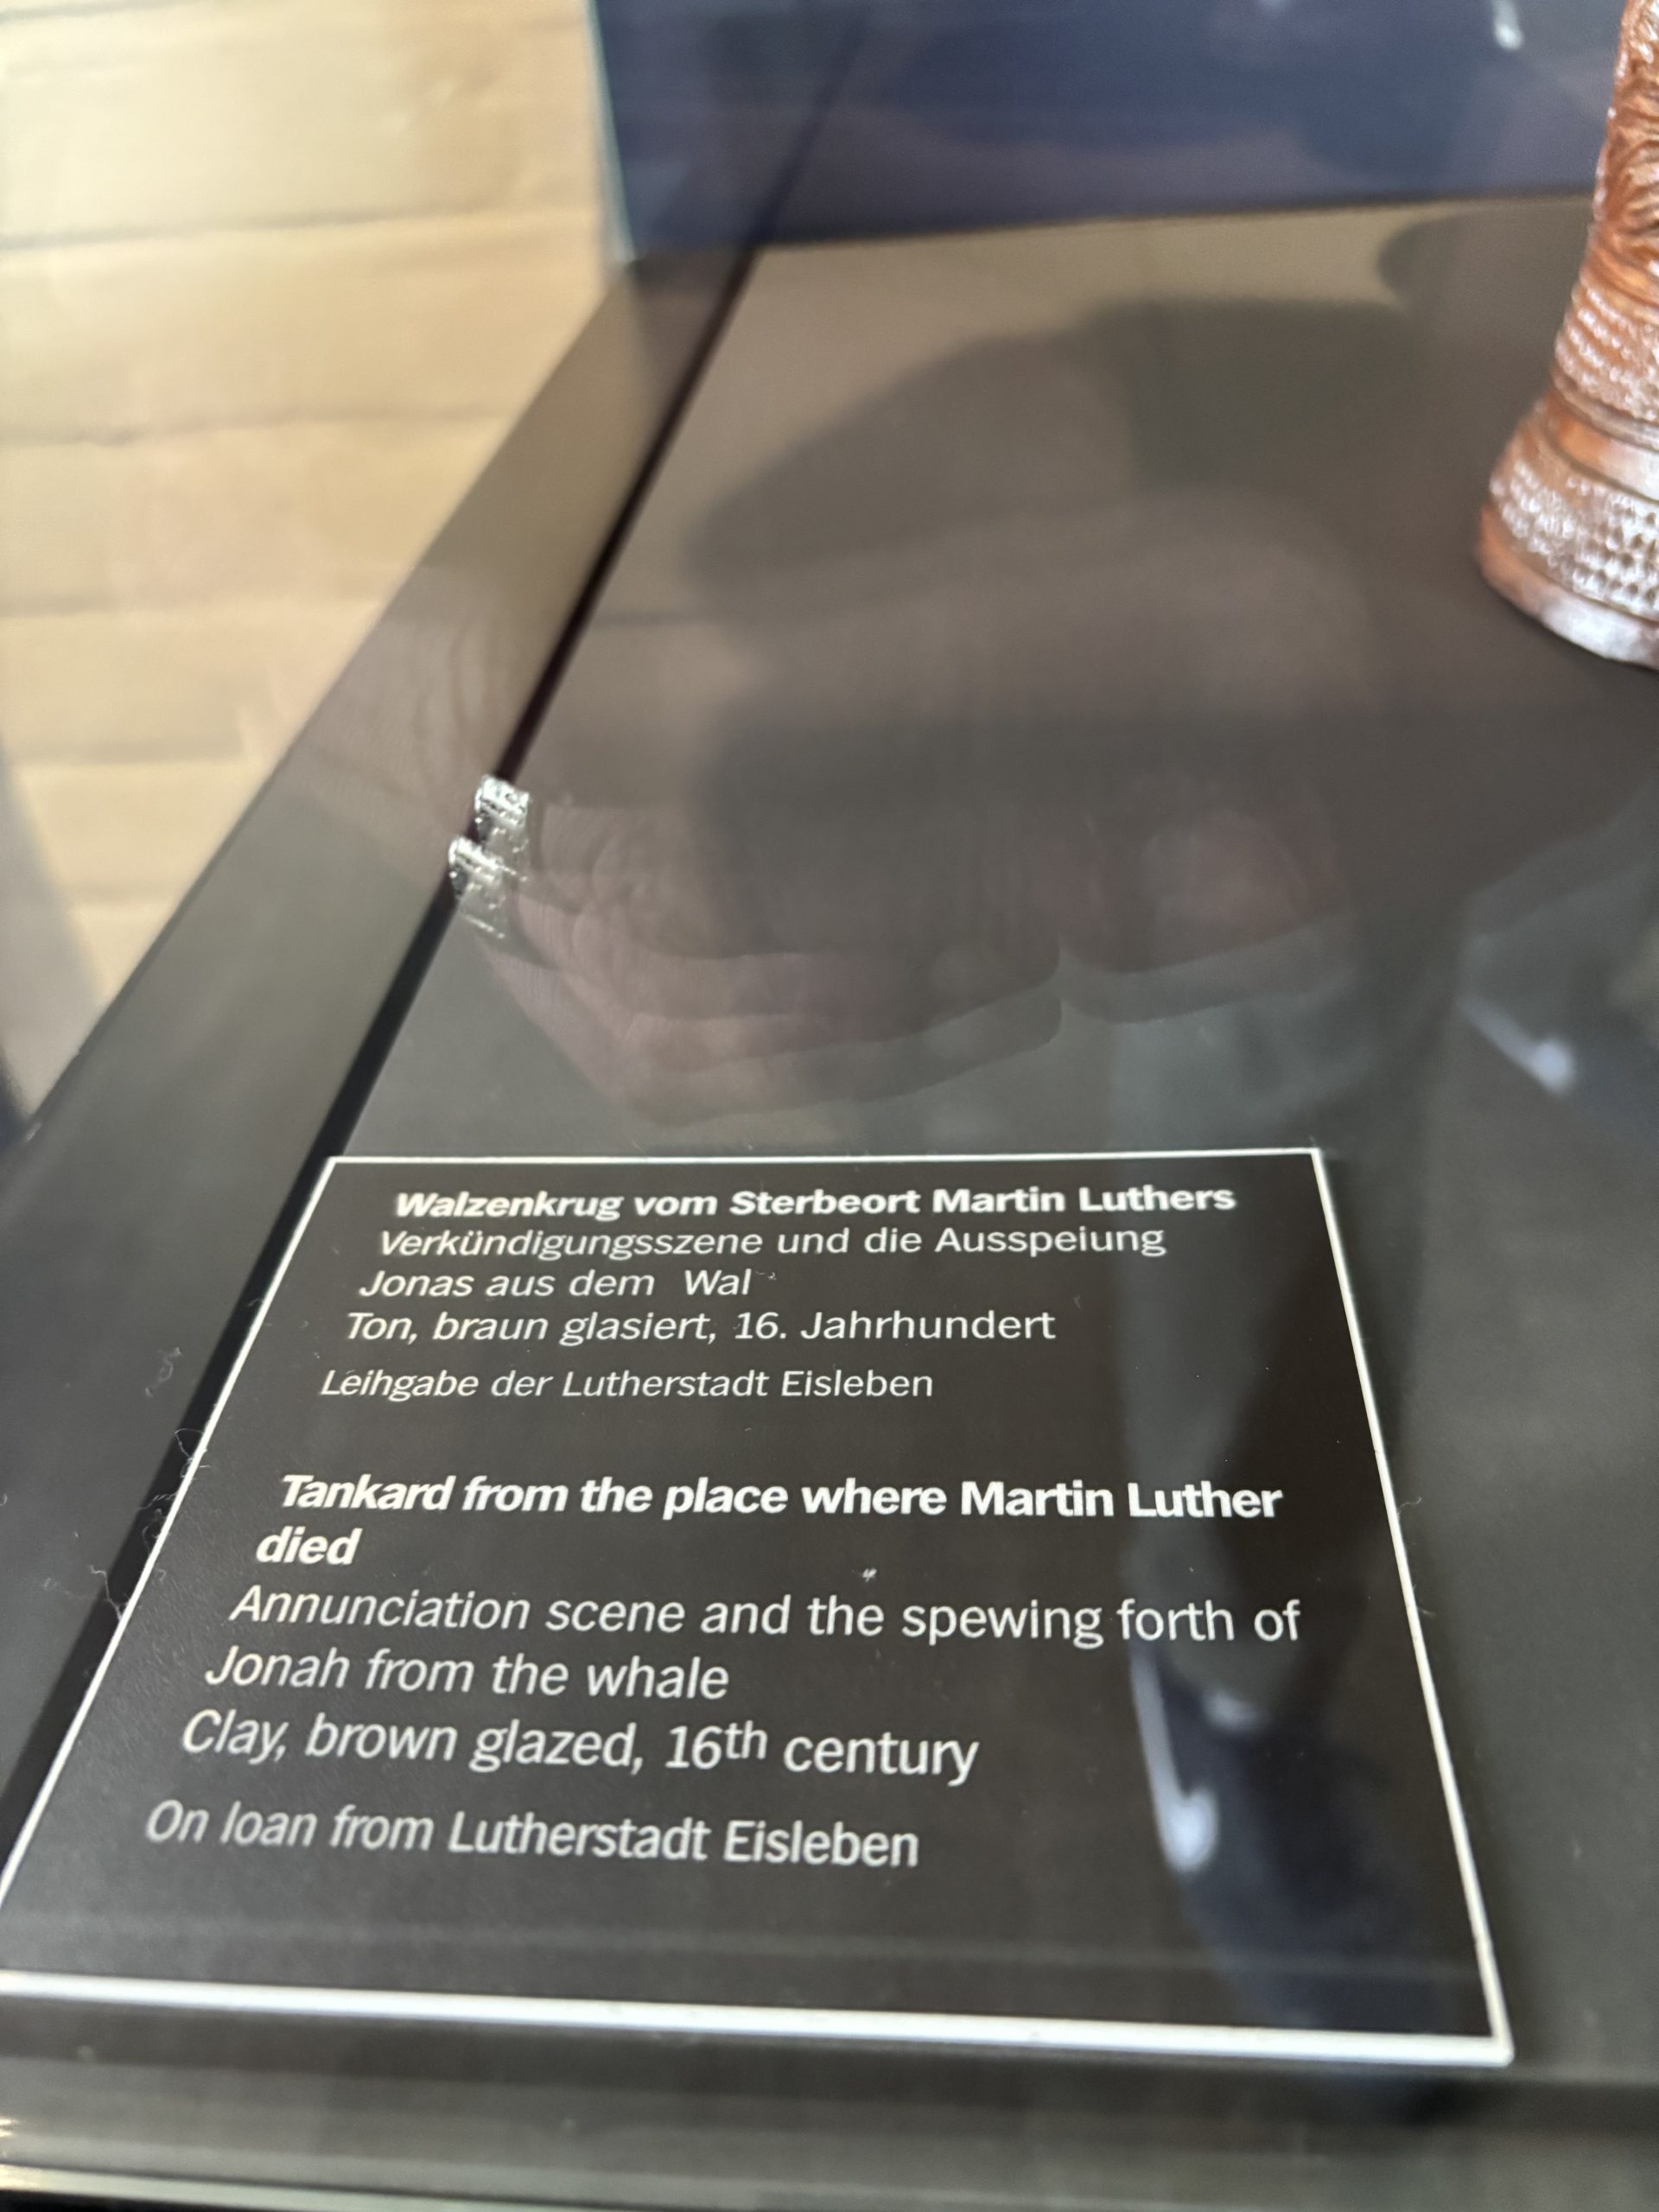 Walzenkrug vom Sterbeort Martin Luthers
Verkündigungsszene und die Ausspeiung
Jonas aus dem Wal
Ton, braun glasiert, 16. Jahrhundert
Leihgabe der Lutherstadt Eisleben
Tankard from the place where Martin Luther
died
Annunciation scene and the spewing forth of
Jonah from the whale
Clay, brown glazed, 16th century
On loan from Lutherstadt Eisleben